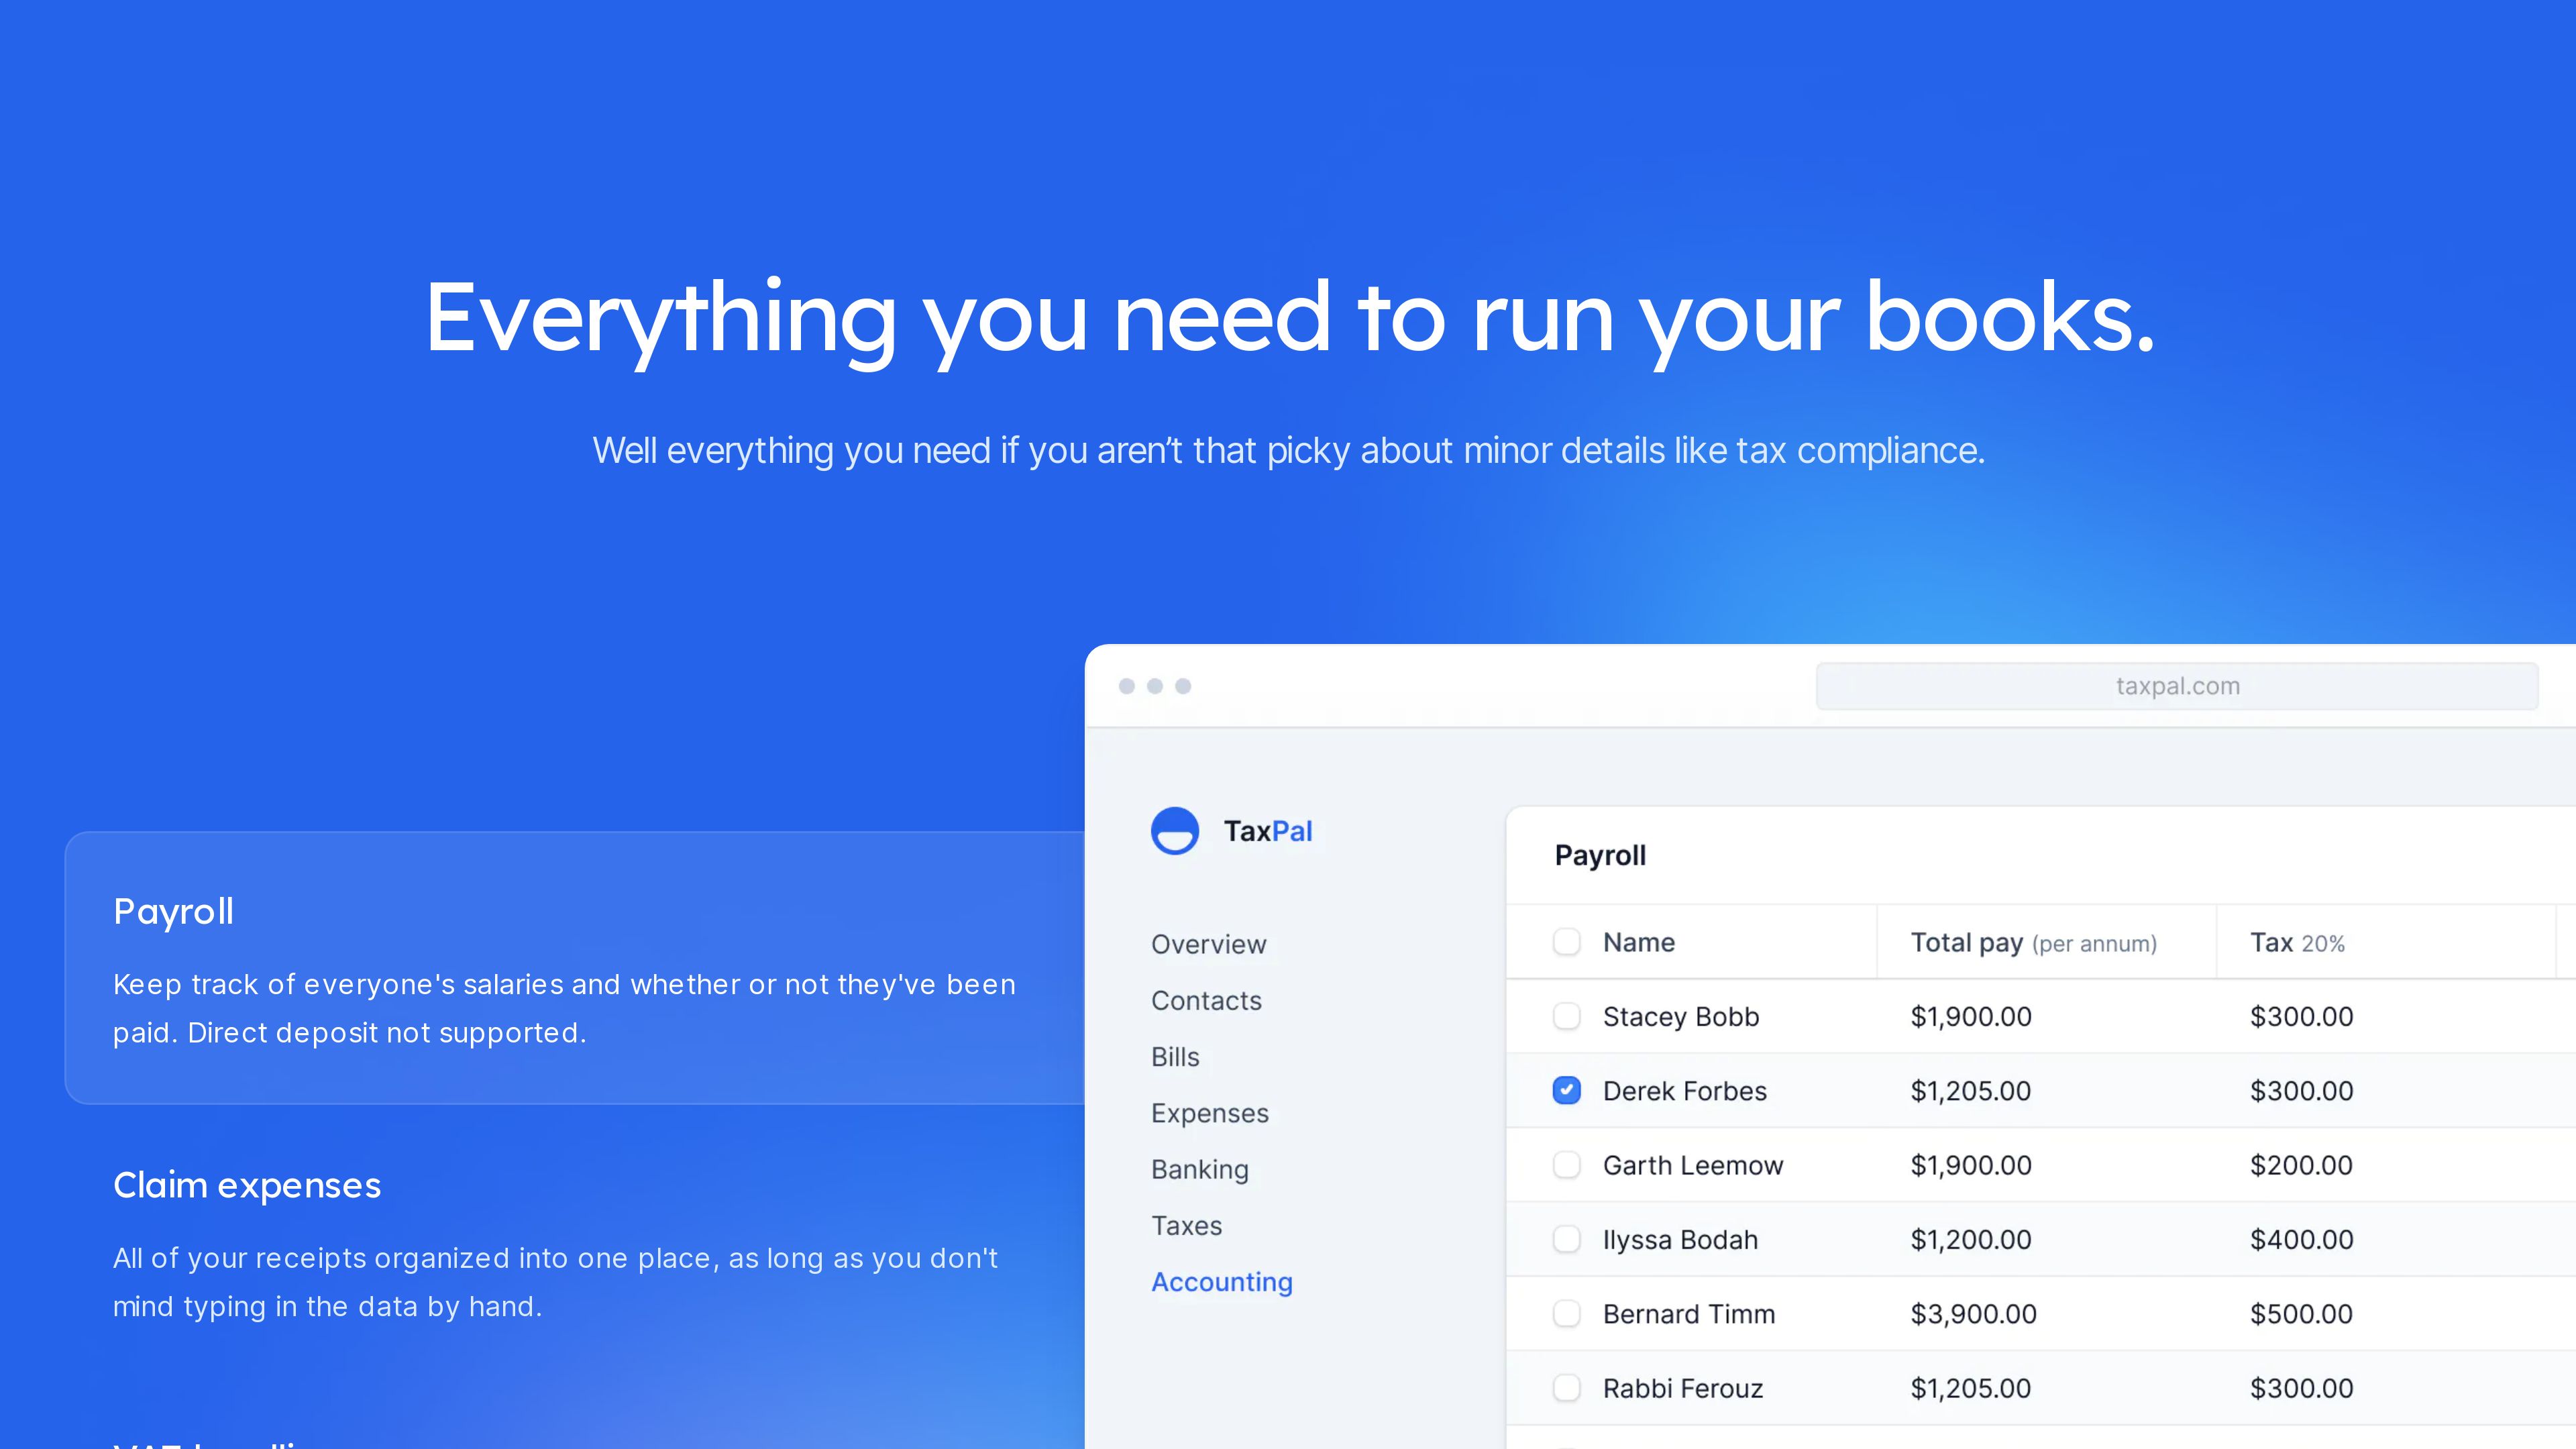 Everything you need to run your books.
Well everything you need if you aren’t that picky about minor details like tax compliance.
Payroll
Keep track of everyone's salaries and whether or not they've been
paid. Direct deposit not supported.
Claim expenses
All of your receipts organized into one place, as long as you don't
mind typing in the data by hand.
taxpal.com
TaxPal
Overview
Contacts
Bills
Expenses
Banking
Taxes
Accounting
Payroll
Name Total pay (per annum) Tax 20%
Stacey Bobb $1,900.00 $300.00
Derek Forbes $1,205.00 $300.00
Garth Leemow $1,900.00 $200.00
Ilyssa Bodah $1,200.00 $400.00
Bernard Timm $3,900.00 $500.00
Rabbi Ferouz $1,205.00 $300.00